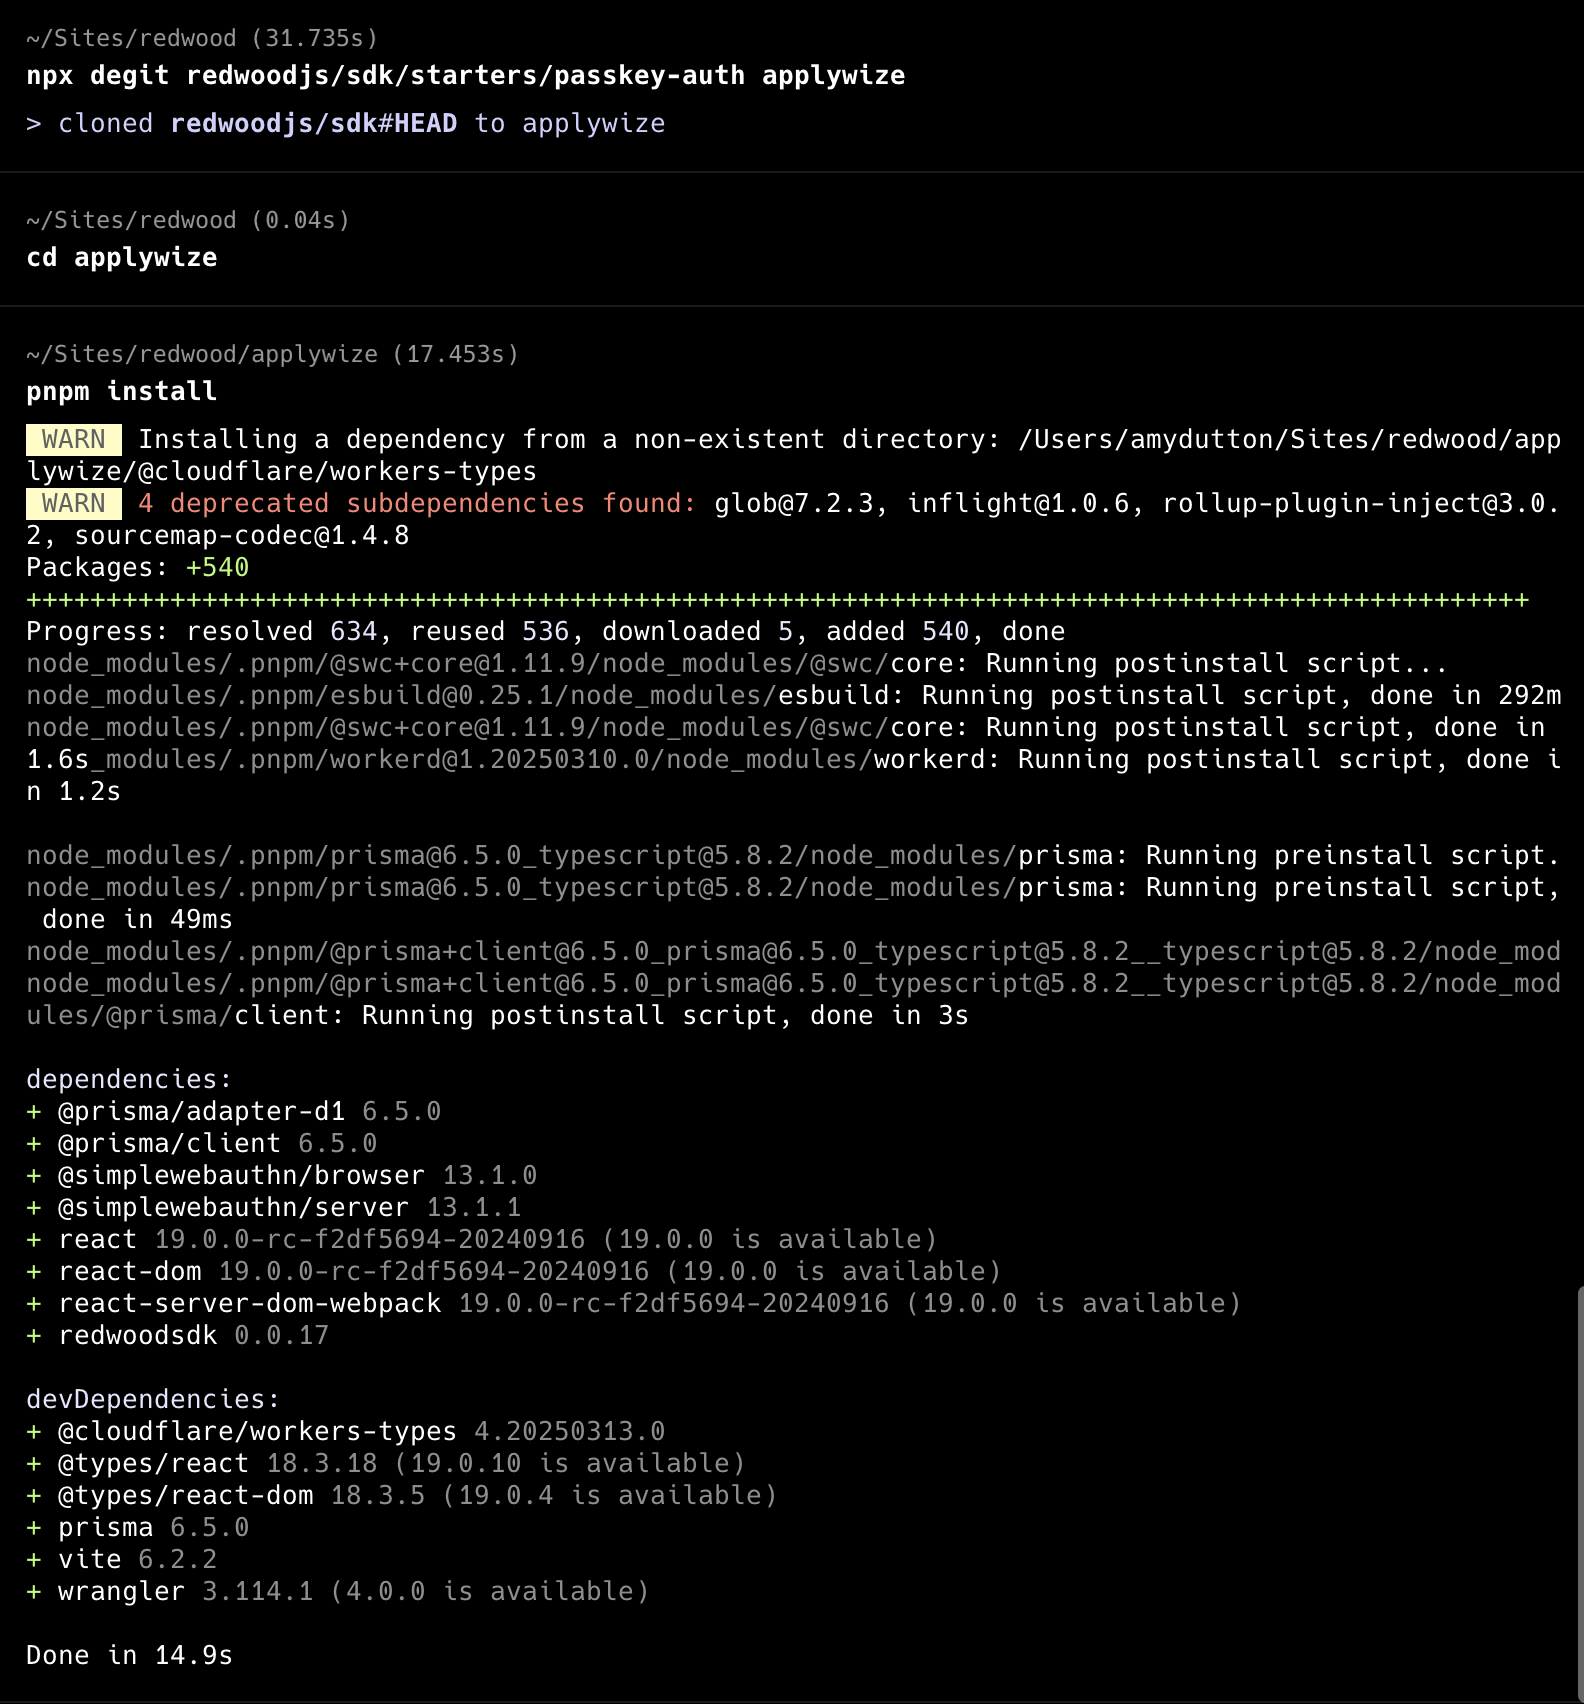 ~/Sites/redwood (31.735s)
npx degit redwoodjs/sdk/starters/passkey-auth applywize
> cloned redwoodjs/sdk#HEAD to applywize
~/Sites/redwood (0.04s)
cd applywize
~/Sites/redwood/applywize (17.453s)
pnpm install
WARN  Installing a dependency from a non-existent directory: /Users/amydutton/Sites/redwood/app
lywize/@cloudflare/workers-types
WARN  4 deprecated subdependencies found: glob@7.2.3, inflight@1.0.6, rollup-plugin-inject@3.0.
2, sourcemap-codec@1.4.8
Packages: +540
++++++++++++++++++++++++++++++++++++++++++++++++++++++++++++++++++++++++++++++++++++++++++++++
Progress: resolved 634, reused 536, downloaded 5, added 540, done
node_modules/.pnpm/@swc+core@1.11.9/node_modules/@swc/core: Running postinstall script...
node_modules/.pnpm/esbuild@0.25.1/node_modules/esbuild: Running postinstall script, done in 292m
node_modules/.pnpm/@swc+core@1.11.9/node_modules/@swc/core: Running postinstall script, done in
1.6s_modules/.pnpm/workerd@1.20250310.0/node_modules/workerd: Running postinstall script, done i
n 1.2s
node_modules/.pnpm/prisma@6.5.0_typescript@5.8.2/node_modules/prisma: Running preinstall script.
node_modules/.pnpm/prisma@6.5.0_typescript@5.8.2/node_modules/prisma: Running preinstall script,
 done in 49ms
node_modules/.pnpm/@prisma+client@6.5.0_prisma@6.5.0_typescript@5.8.2__typescript@5.8.2/node_mod
node_modules/.pnpm/@prisma+client@6.5.0_prisma@6.5.0_typescript@5.8.2__typescript@5.8.2/node_mod
ules/@prisma/client: Running postinstall script, done in 3s
dependencies:
+ @prisma/adapter-d1 6.5.0
+ @prisma/client 6.5.0
+ @simplewebauthn/browser 13.1.0
+ @simplewebauthn/server 13.1.1
+ react 19.0.0-rc-f2df5694-20240916 (19.0.0 is available)
+ react-dom 19.0.0-rc-f2df5694-20240916 (19.0.0 is available)
+ react-server-dom-webpack 19.0.0-rc-f2df5694-20240916 (19.0.0 is available)
+ redwoodsdk 0.0.17
devDependencies:
+ @cloudflare/workers-types 4.20250313.0
+ @types/react 18.3.18 (19.0.10 is available)
+ @types/react-dom 18.3.5 (19.0.4 is available)
+ prisma 6.5.0
+ vite 6.2.2
+ wrangler 3.114.1 (4.0.0 is available)
Done in 14.9s